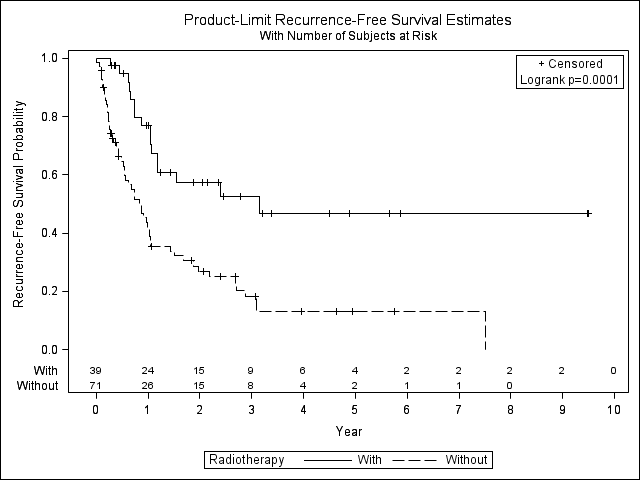 Product-Limit Recurrence-Free Survival Estimates
With Number of Subjects at Risk
+ Censored
Logrank p=0.0001
Recurrence-Free Survival Probability
1.0
0.8
0.6
0.4
0.2
0.0
With 39 24 15 9 6 4 2 2 2 2 0
Without 71 26 15 8 4 2 1 1 0
0 1 2 3 4 5 6 7 8 9 10
Year
Radiotherapy With Without